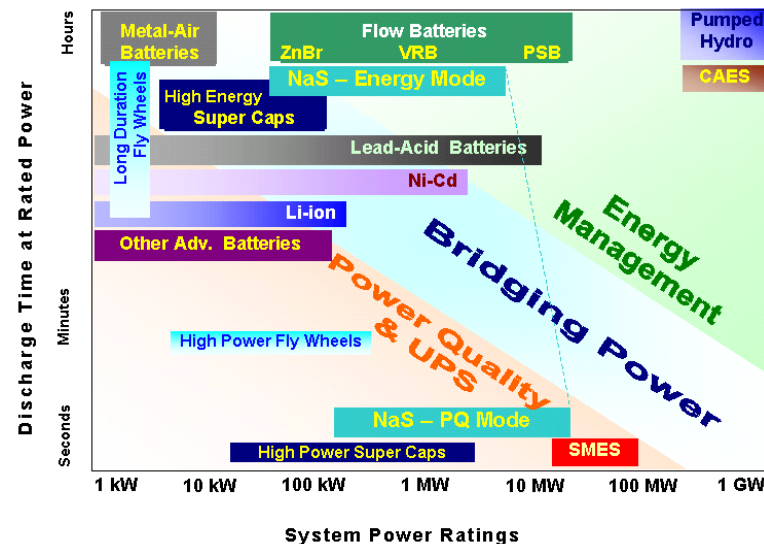 Hours
Minutes
Seconds
Discharge Time at Rated Power
Metal-Air
Batteries
Flow Batteries
ZnBr VRB PSB
Pumped
Hydro
CAES
NaS – Energy Mode
High Energy
Super Caps
Long Duration
Fly Wheels
Lead-Acid Batteries
Ni-Cd
Li-ion
Other Adv. Batteries
Energy
Management
Bridging Power
Power Quality
& UPS
High Power Fly Wheels
NaS – PQ Mode
High Power Super Caps
SMES
1 kW 10 kW 100 kW 1 MW 10 MW 100 MW 1 GW
System Power Ratings